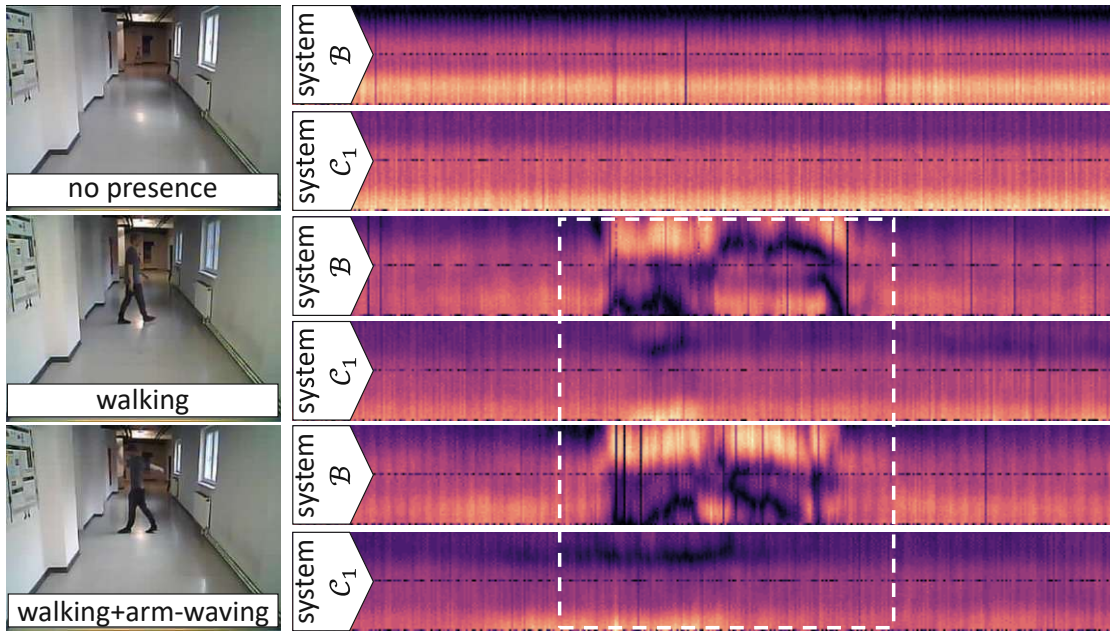 system
B
no presence
system
C1
system
B
walking
system
C1
system
B
walking+arm-waving
system
C1